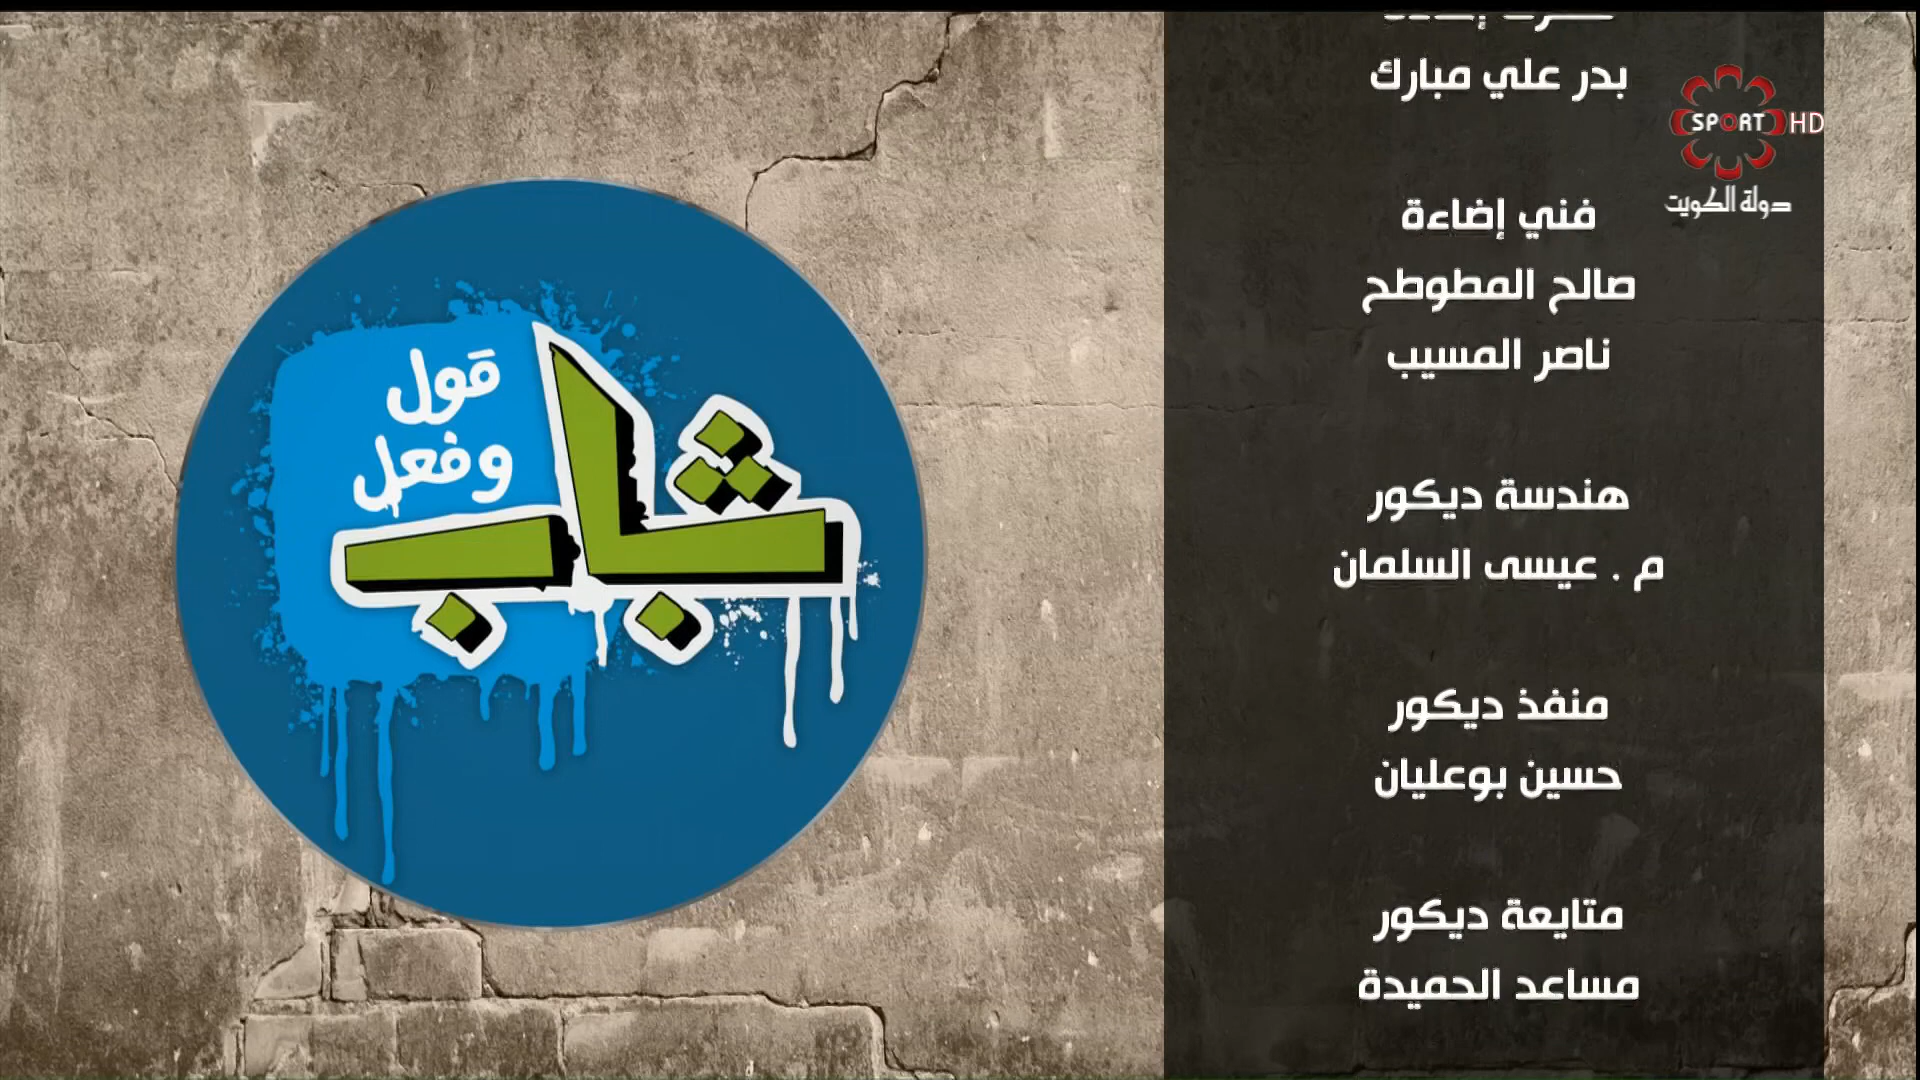 شباب
قول
وفعل
SPORT HD
دولة الكويت
بدر علي مبارك
فني إضاءة
صالح المطوطح
ناصر المسيب
هندسة ديكور
م . عيسى السلمان
منفذ ديكور
حسين بوعليان
متايعة ديكور
مساعد الحميدة